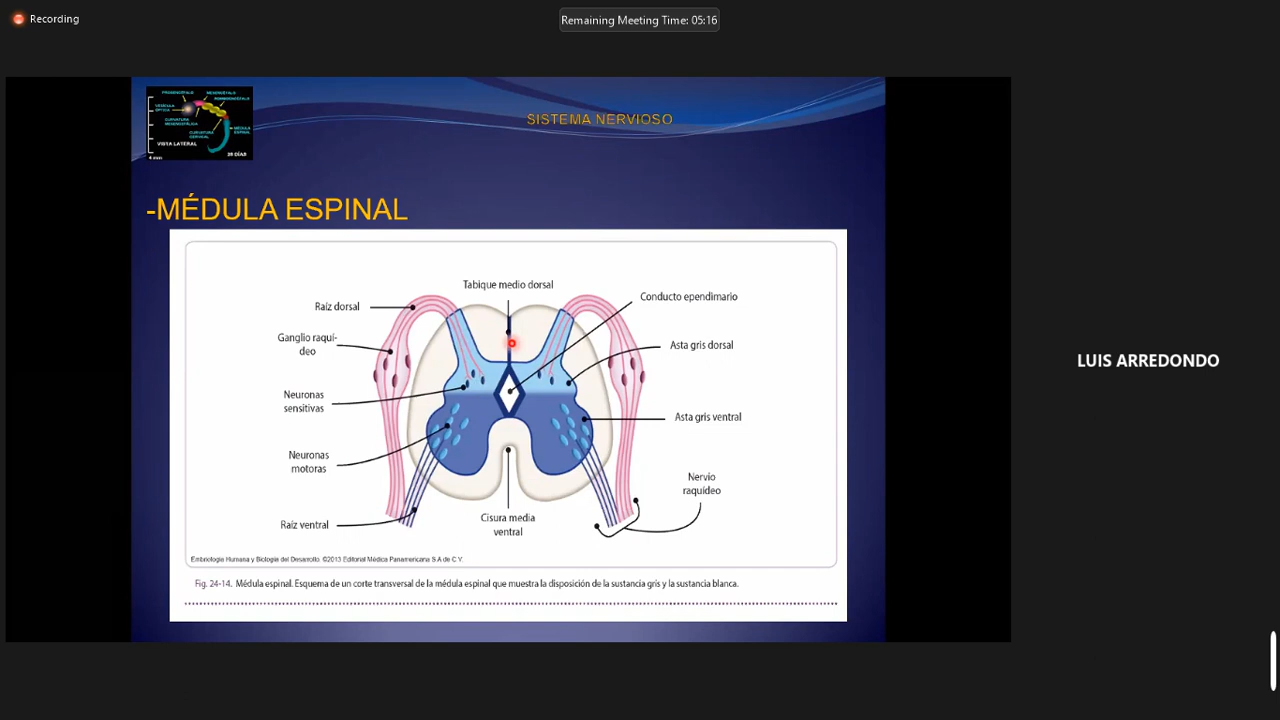 Recording
Remaining Meeting Time: 05:16
PROSENCÉFALO
MESENCÉFALO
ROMBENCÉFALO
VESÍCULA
ÓPTICA
CURVATURA
MESENCEFÁLICA
CURVATURA
CERVICAL
MÉDULA
ESPINAL
VISTA LATERAL
4 mm
28 DÍAS
SISTEMA NERVIOSO
-MÉDULA ESPINAL
Tabique medio dorsal
Conducto ependimario
Raíz dorsal
Ganglio raquí-
deo
Asta gris dorsal
Neuronas
sensitivas
Asta gris ventral
Neuronas
motoras
Nervio
raquídeo
Raíz ventral
Cisura media
ventral
Embriología Humana y Biología del Desarrollo. ©2013 Editorial Médica Panamericana S.A de C.V.
Fig. 24-14. Médula espinal. Esquema de un corte transversal de la médula espinal que muestra la disposición de la sustancia gris y la sustancia blanca.
LUIS ARREDONDO